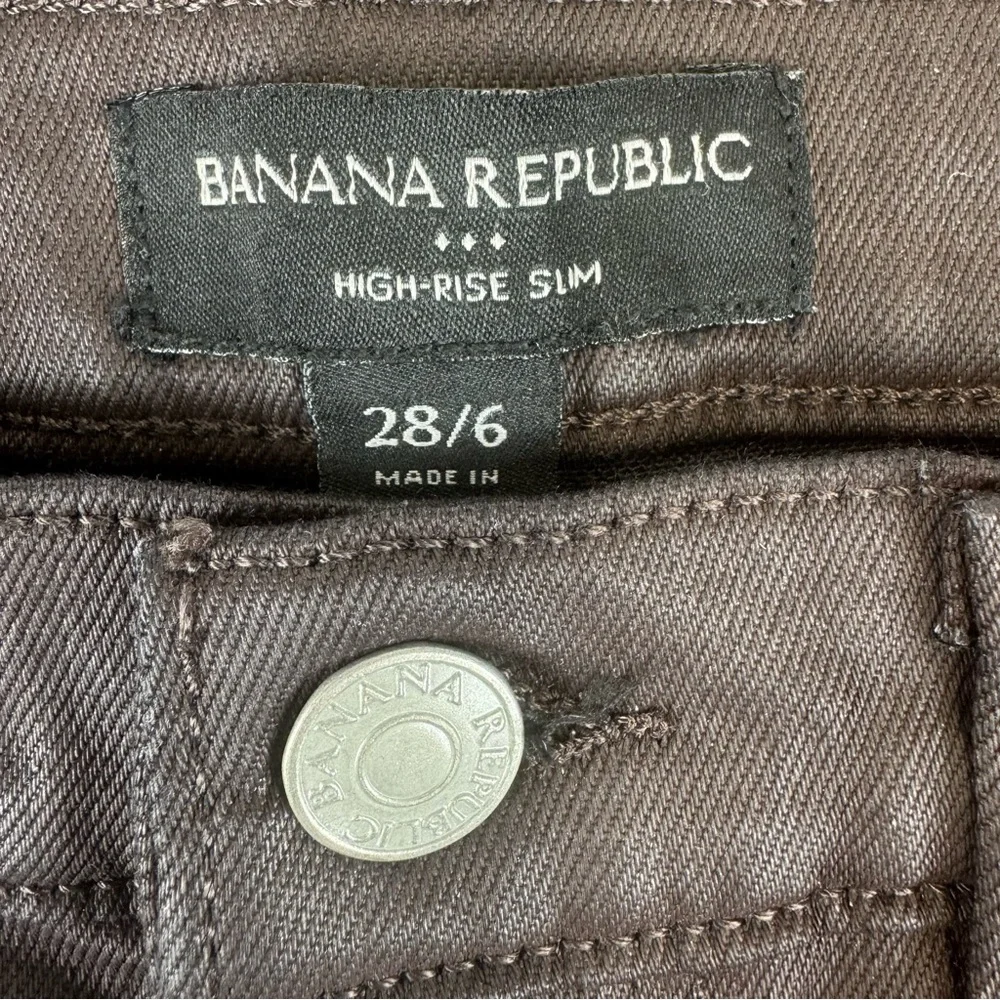 BANANA REPUBLIC
HIGH-RISE SLIM
28/6
MADE IN
BANANA REPUBLIC